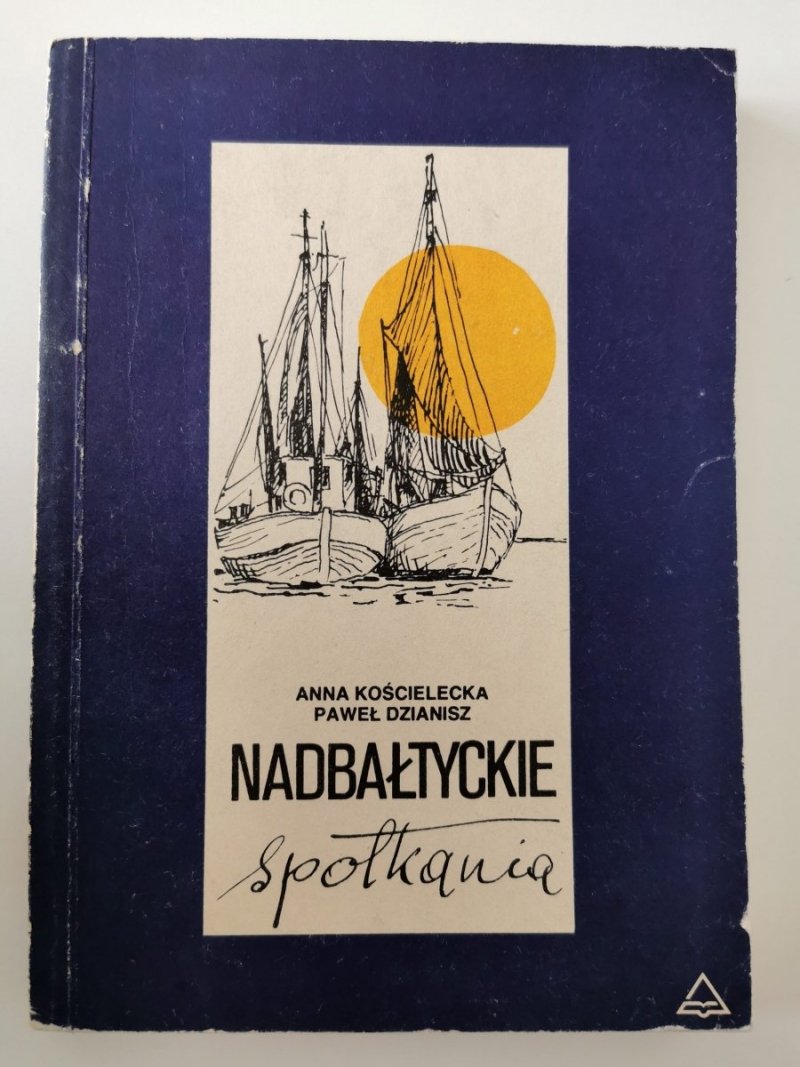 ANNA KOŚCIELECKA
PAWEŁ DZIANISZ
NADBAŁTYCKIE
spotkania